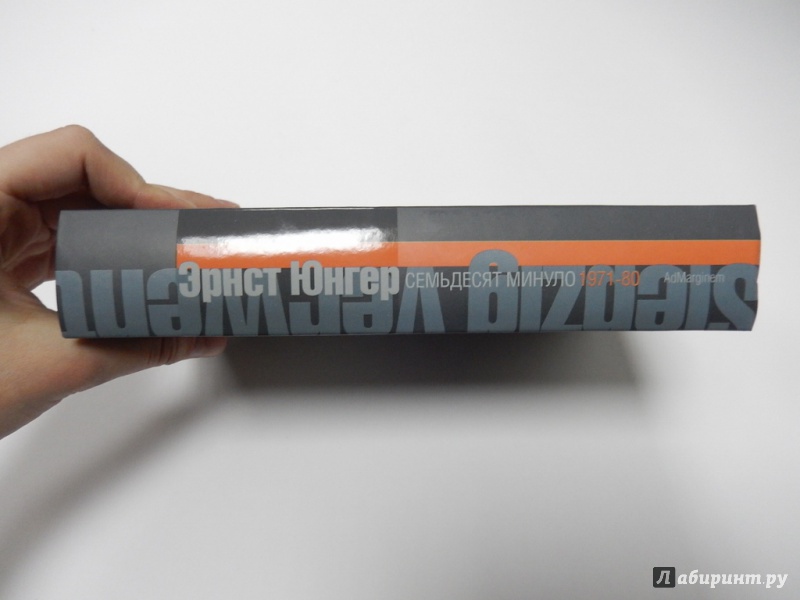 Эрнст Юнгер СЕМЬДЕСЯТ МИНУЛО 1971-80 AdMarginem
Лабиринт.ру